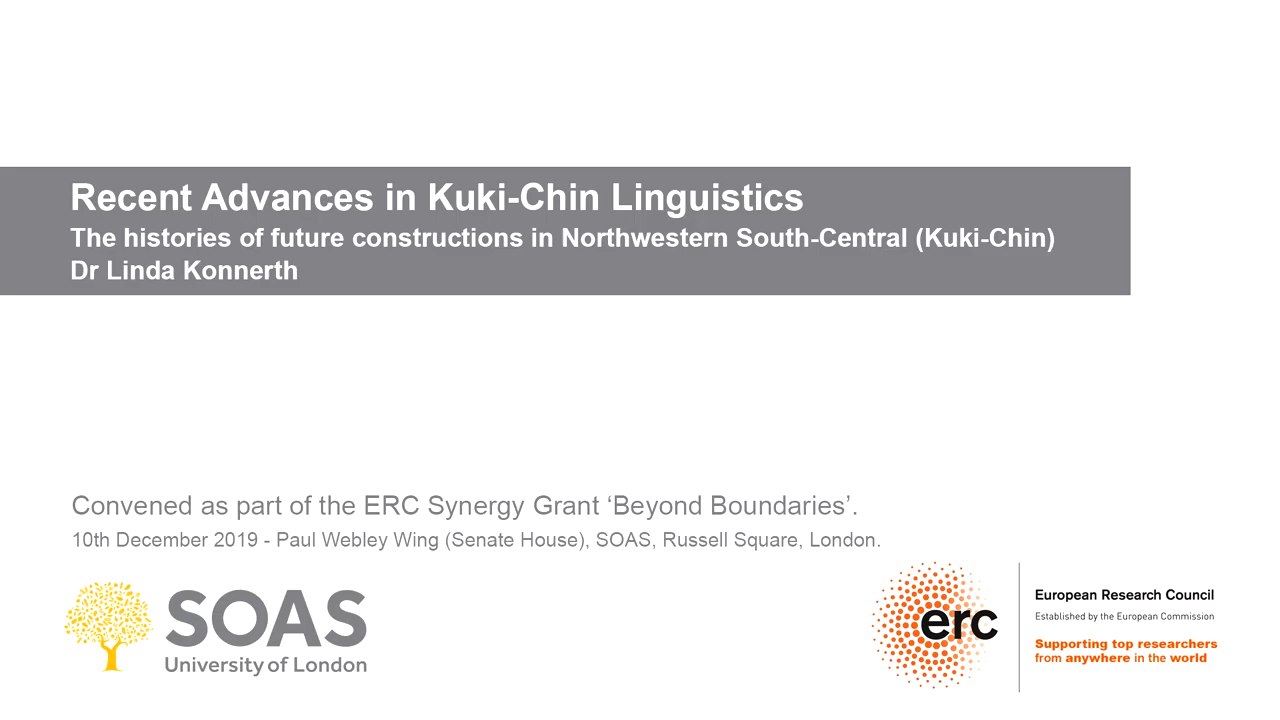 Recent Advances in Kuki-Chin Linguistics
The histories of future constructions in Northwestern South-Central (Kuki-Chin)
Dr Linda Konnerth
Convened as part of the ERC Synergy Grant ‘Beyond Boundaries’.
10th December 2019 - Paul Webley Wing (Senate House), SOAS, Russell Square, London.
SOAS
University of London
erc
European Research Council
Established by the European Commission
Supporting top researchers
from anywhere in the world